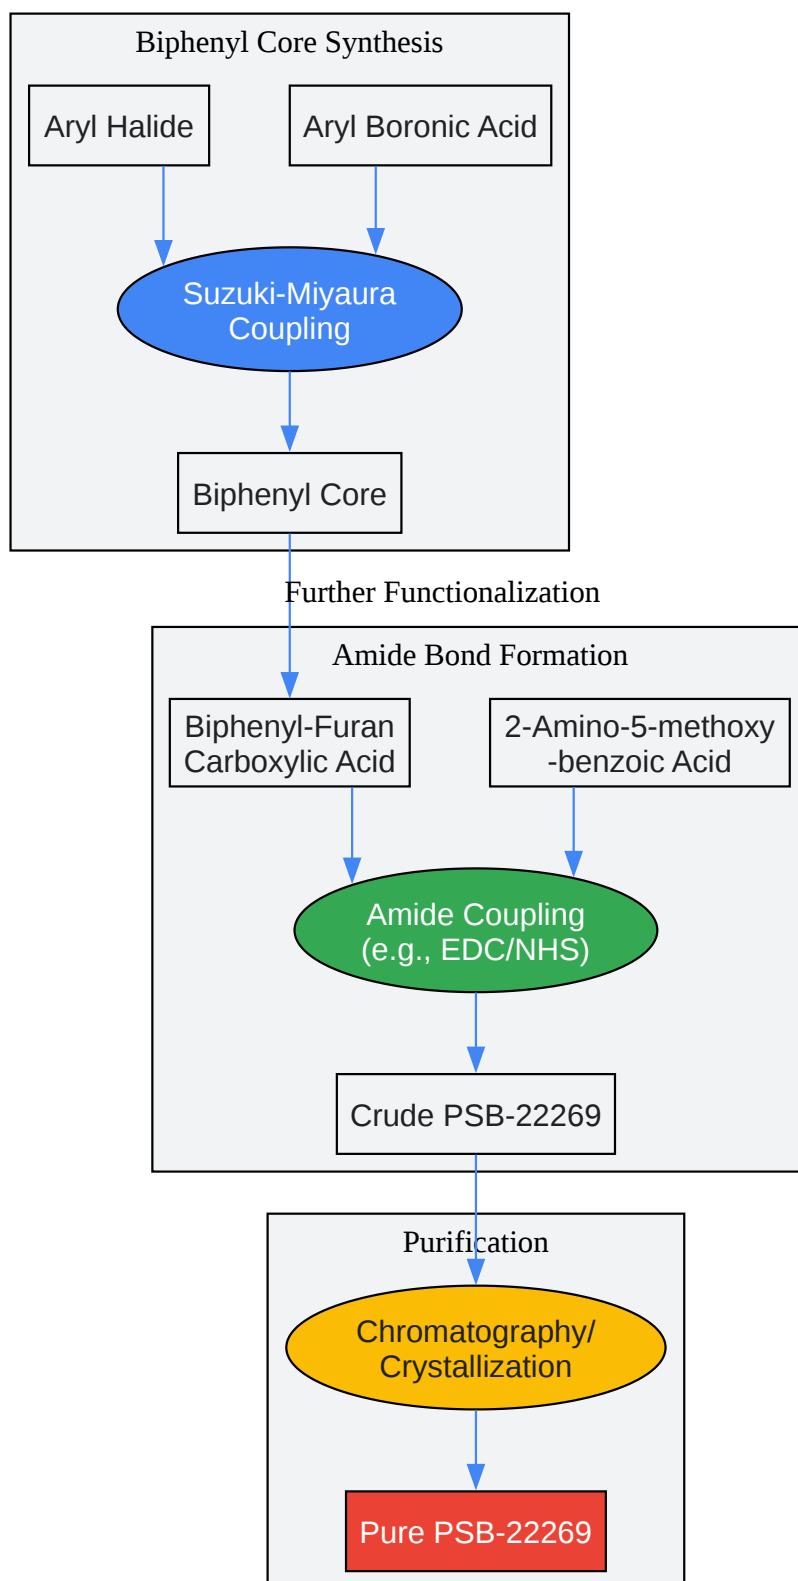 Biphenyl Core Synthesis
Aryl Halide
Aryl Boronic Acid
Suzuki-Miyaura
Coupling
Biphenyl Core
Further Functionalization
Amide Bond Formation
Biphenyl-Furan
Carboxylic Acid
2-Amino-5-methoxy
-benzoic Acid
Amide Coupling
(e.g., EDC/NHS)
Crude PSB-22269
Purification
Chromatography/
Crystallization
Pure PSB-22269